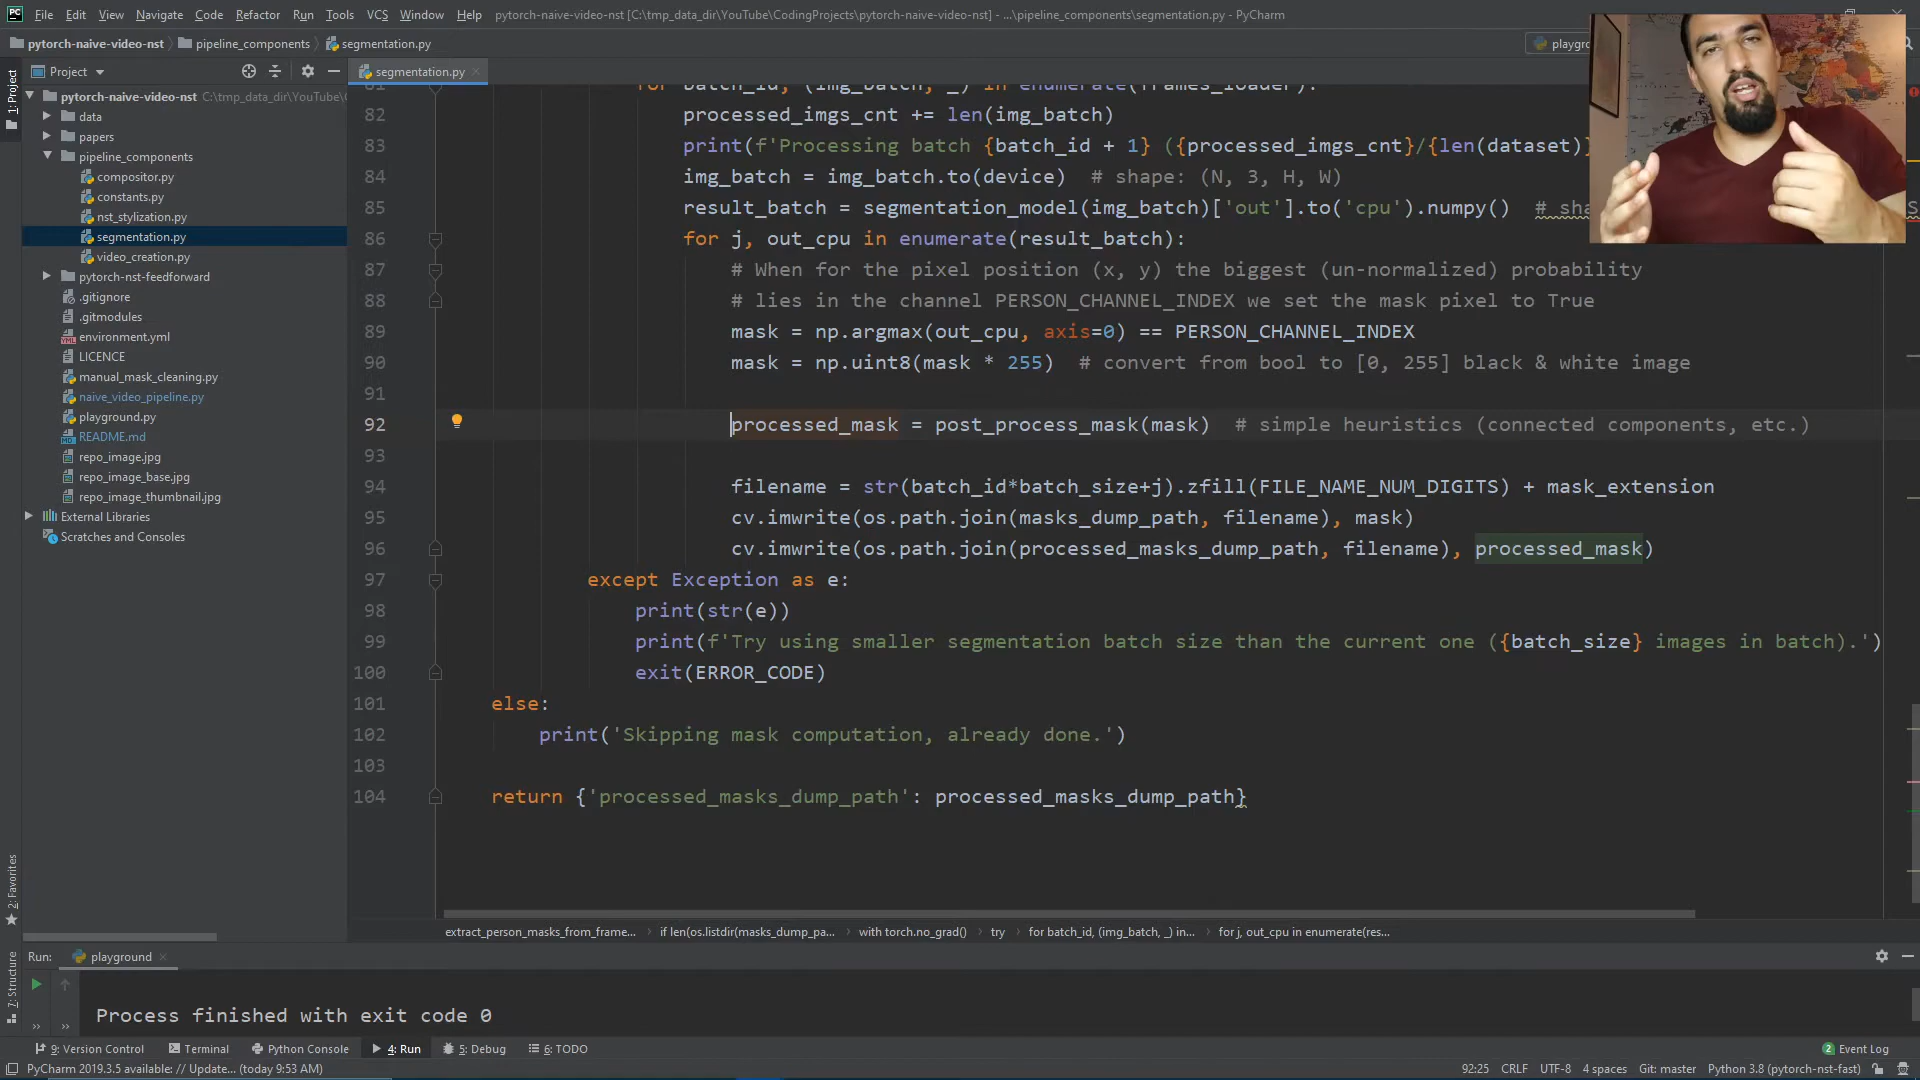 File Edit View Navigate Code Refactor Run Tools VCS Window Help pytorch-naive-video-nst [C:\tmp_data_dir\YouTube\CodingProjects\pytorch-naive-video-nst] - ...\pipeline_components\segmentation.py - PyCharm
pytorch-naive-video-nst pipeline_components segmentation.py
Project
segmentation.py
1: Project
pytorch-naive-video-nst C:\tmp_data_dir\YouTube\
data
papers
pipeline_components
compositor.py
constants.py
nst_stylization.py
segmentation.py
video_creation.py
pytorch-nst-feedforward
.gitignore
.gitmodules
environment.yml
LICENCE
manual_mask_cleaning.py
naive_video_pipeline.py
playground.py
README.md
repo_image.jpg
repo_image_base.jpg
repo_image_thumbnail.jpg
External Libraries
Scratches and Consoles
for batch_id, (img_batch, _) in enumerate(frames_loader):
82 processed_imgs_cnt += len(img_batch)
83 print(f'Processing batch {batch_id + 1} ({processed_imgs_cnt}/{len(dataset)}
84 img_batch = img_batch.to(device)  # shape: (N, 3, H, W)
85 result_batch = segmentation_model(img_batch)['out'].to('cpu').numpy()  # sha
86 for j, out_cpu in enumerate(result_batch):
87 # When for the pixel position (x, y) the biggest (un-normalized) probability
88 # lies in the channel PERSON_CHANNEL_INDEX we set the mask pixel to True
89 mask = np.argmax(out_cpu, axis=0) == PERSON_CHANNEL_INDEX
90 mask = np.uint8(mask * 255)  # convert from bool to [0, 255] black & white image
91
92 processed_mask = post_process_mask(mask)  # simple heuristics (connected components, etc.)
93
94 filename = str(batch_id*batch_size+j).zfill(FILE_NAME_NUM_DIGITS) + mask_extension
95 cv.imwrite(os.path.join(masks_dump_path, filename), mask)
96 cv.imwrite(os.path.join(processed_masks_dump_path, filename), processed_mask)
97 except Exception as e:
98 print(str(e))
99 print(f'Try using smaller segmentation batch size than the current one ({batch_size} images in batch).')
100 exit(ERROR_CODE)
101 else:
102 print('Skipping mask computation, already done.')
103
104 return {'processed_masks_dump_path': processed_masks_dump_path}
extract_person_masks_from_frame... if len(os.listdir(masks_dump_pa... with torch.no_grad() try for batch_id, (img_batch, _) in... for j, out_cpu in enumerate(res...
2: Favorites
7: Structure
Run: playground
Process finished with exit code 0
9: Version Control Terminal Python Console 4: Run 5: Debug 6: TODO 2 Event Log
PyCharm 2019.3.5 available: // Update... (today 9:53 AM) 92:25 CRLF UTF-8 4 spaces Git: master Python 3.8 (pytorch-nst-fast)